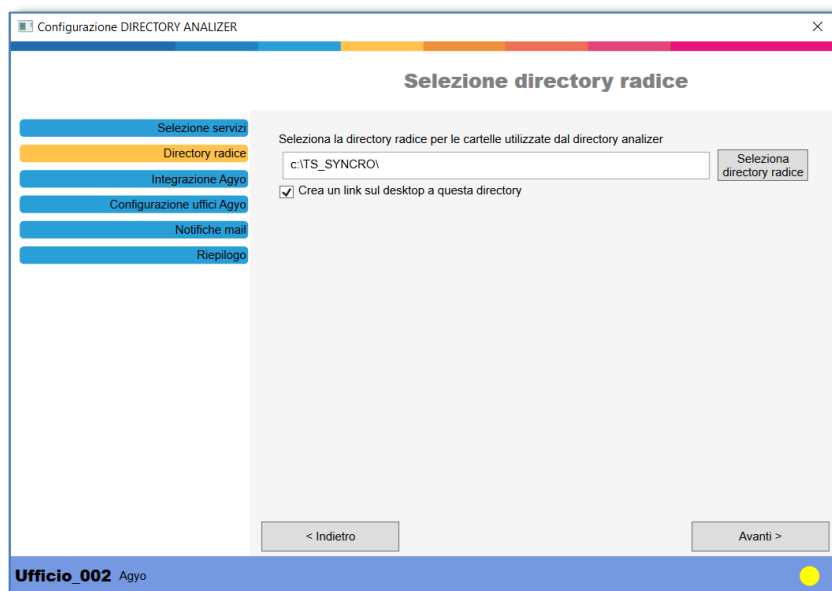 Configurazione DIRECTORY ANALIZER
Selezione directory radice
Selezione servizi
Directory radice
Integrazione Agyo
Configurazione uffici Agyo
Notifiche mail
Riepilogo
Seleziona la directory radice per le cartelle utilizzate dal directory analizer
c:\TS_SYNCRO\
Seleziona
directory radice
Crea un link sul desktop a questa directory
< Indietro
Avanti >
Ufficio_002 Agyo